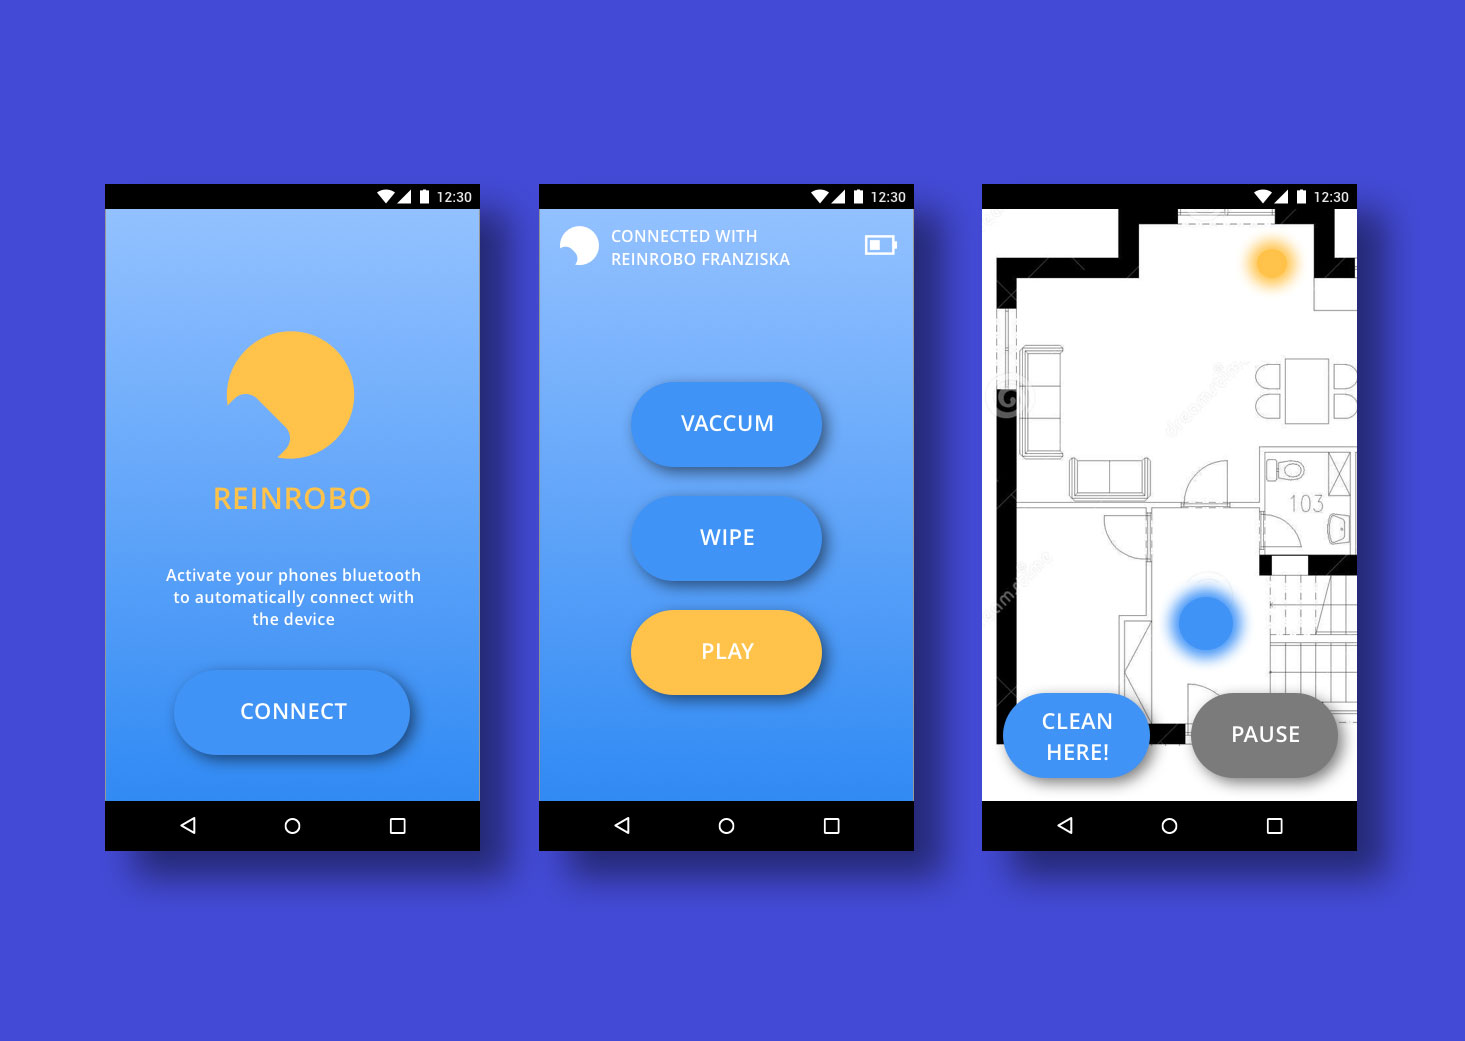 12:30
REINROBO
Activate your phones bluetooth
to automatically connect with
the device
CONNECT
12:30
CONNECTED WITH
REINROBO FRANZISKA
VACCUM
WIPE
PLAY
12:30
dreamstime
103
CLEAN
HERE!
PAUSE